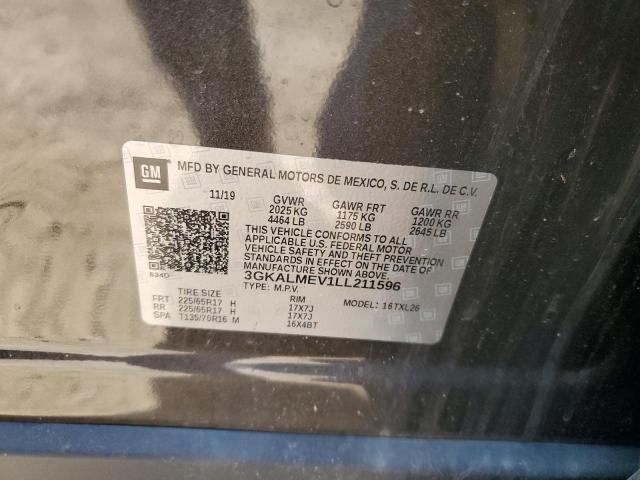 GM
MFD BY GENERAL MOTORS DE MEXICO, S. DE R.L. DE C.V.
11/19 GVWR GAWR FRT GAWR RR
2025 KG 1175 KG 1200 KG
4464 LB 2590 LB 2645 LB
THIS VEHICLE CONFORMS TO ALL
APPLICABLE U.S. FEDERAL MOTOR
VEHICLE SAFETY AND THEFT PREVENTION
STANDARDS IN EFFECT ON THE DATE OF
MANUFACTURE SHOWN ABOVE.
3GKALMEV1LL211596
TYPE: M.P.V. MODEL: 16TXL26
TIRE SIZE RIM
FRT 225/65R17 H 17X7J
RR 225/65R17 H 17X7J
SPA T135/70R16 M 16X4BT